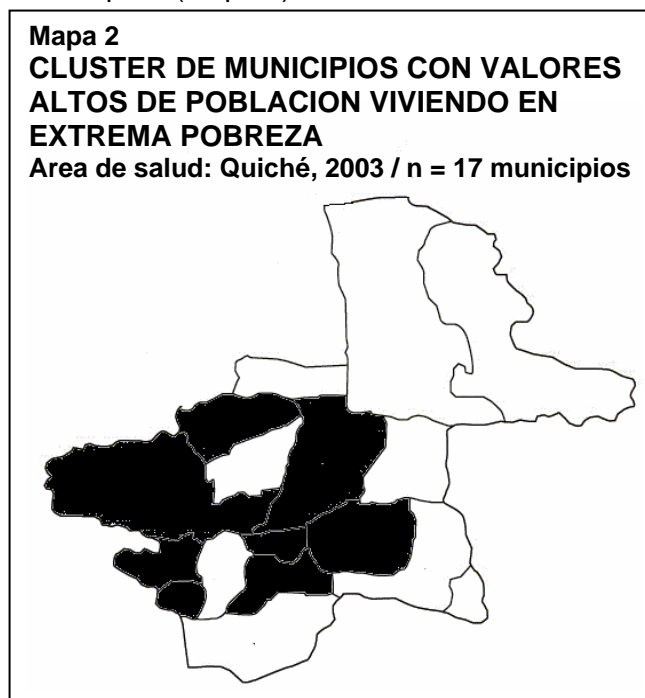 Mapa 2
CLUSTER DE MUNICIPIOS CON VALORES
ALTOS DE POBLACION VIVIENDO EN
EXTREMA POBREZA
Area de salud: Quiché, 2003 / n = 17 municipios